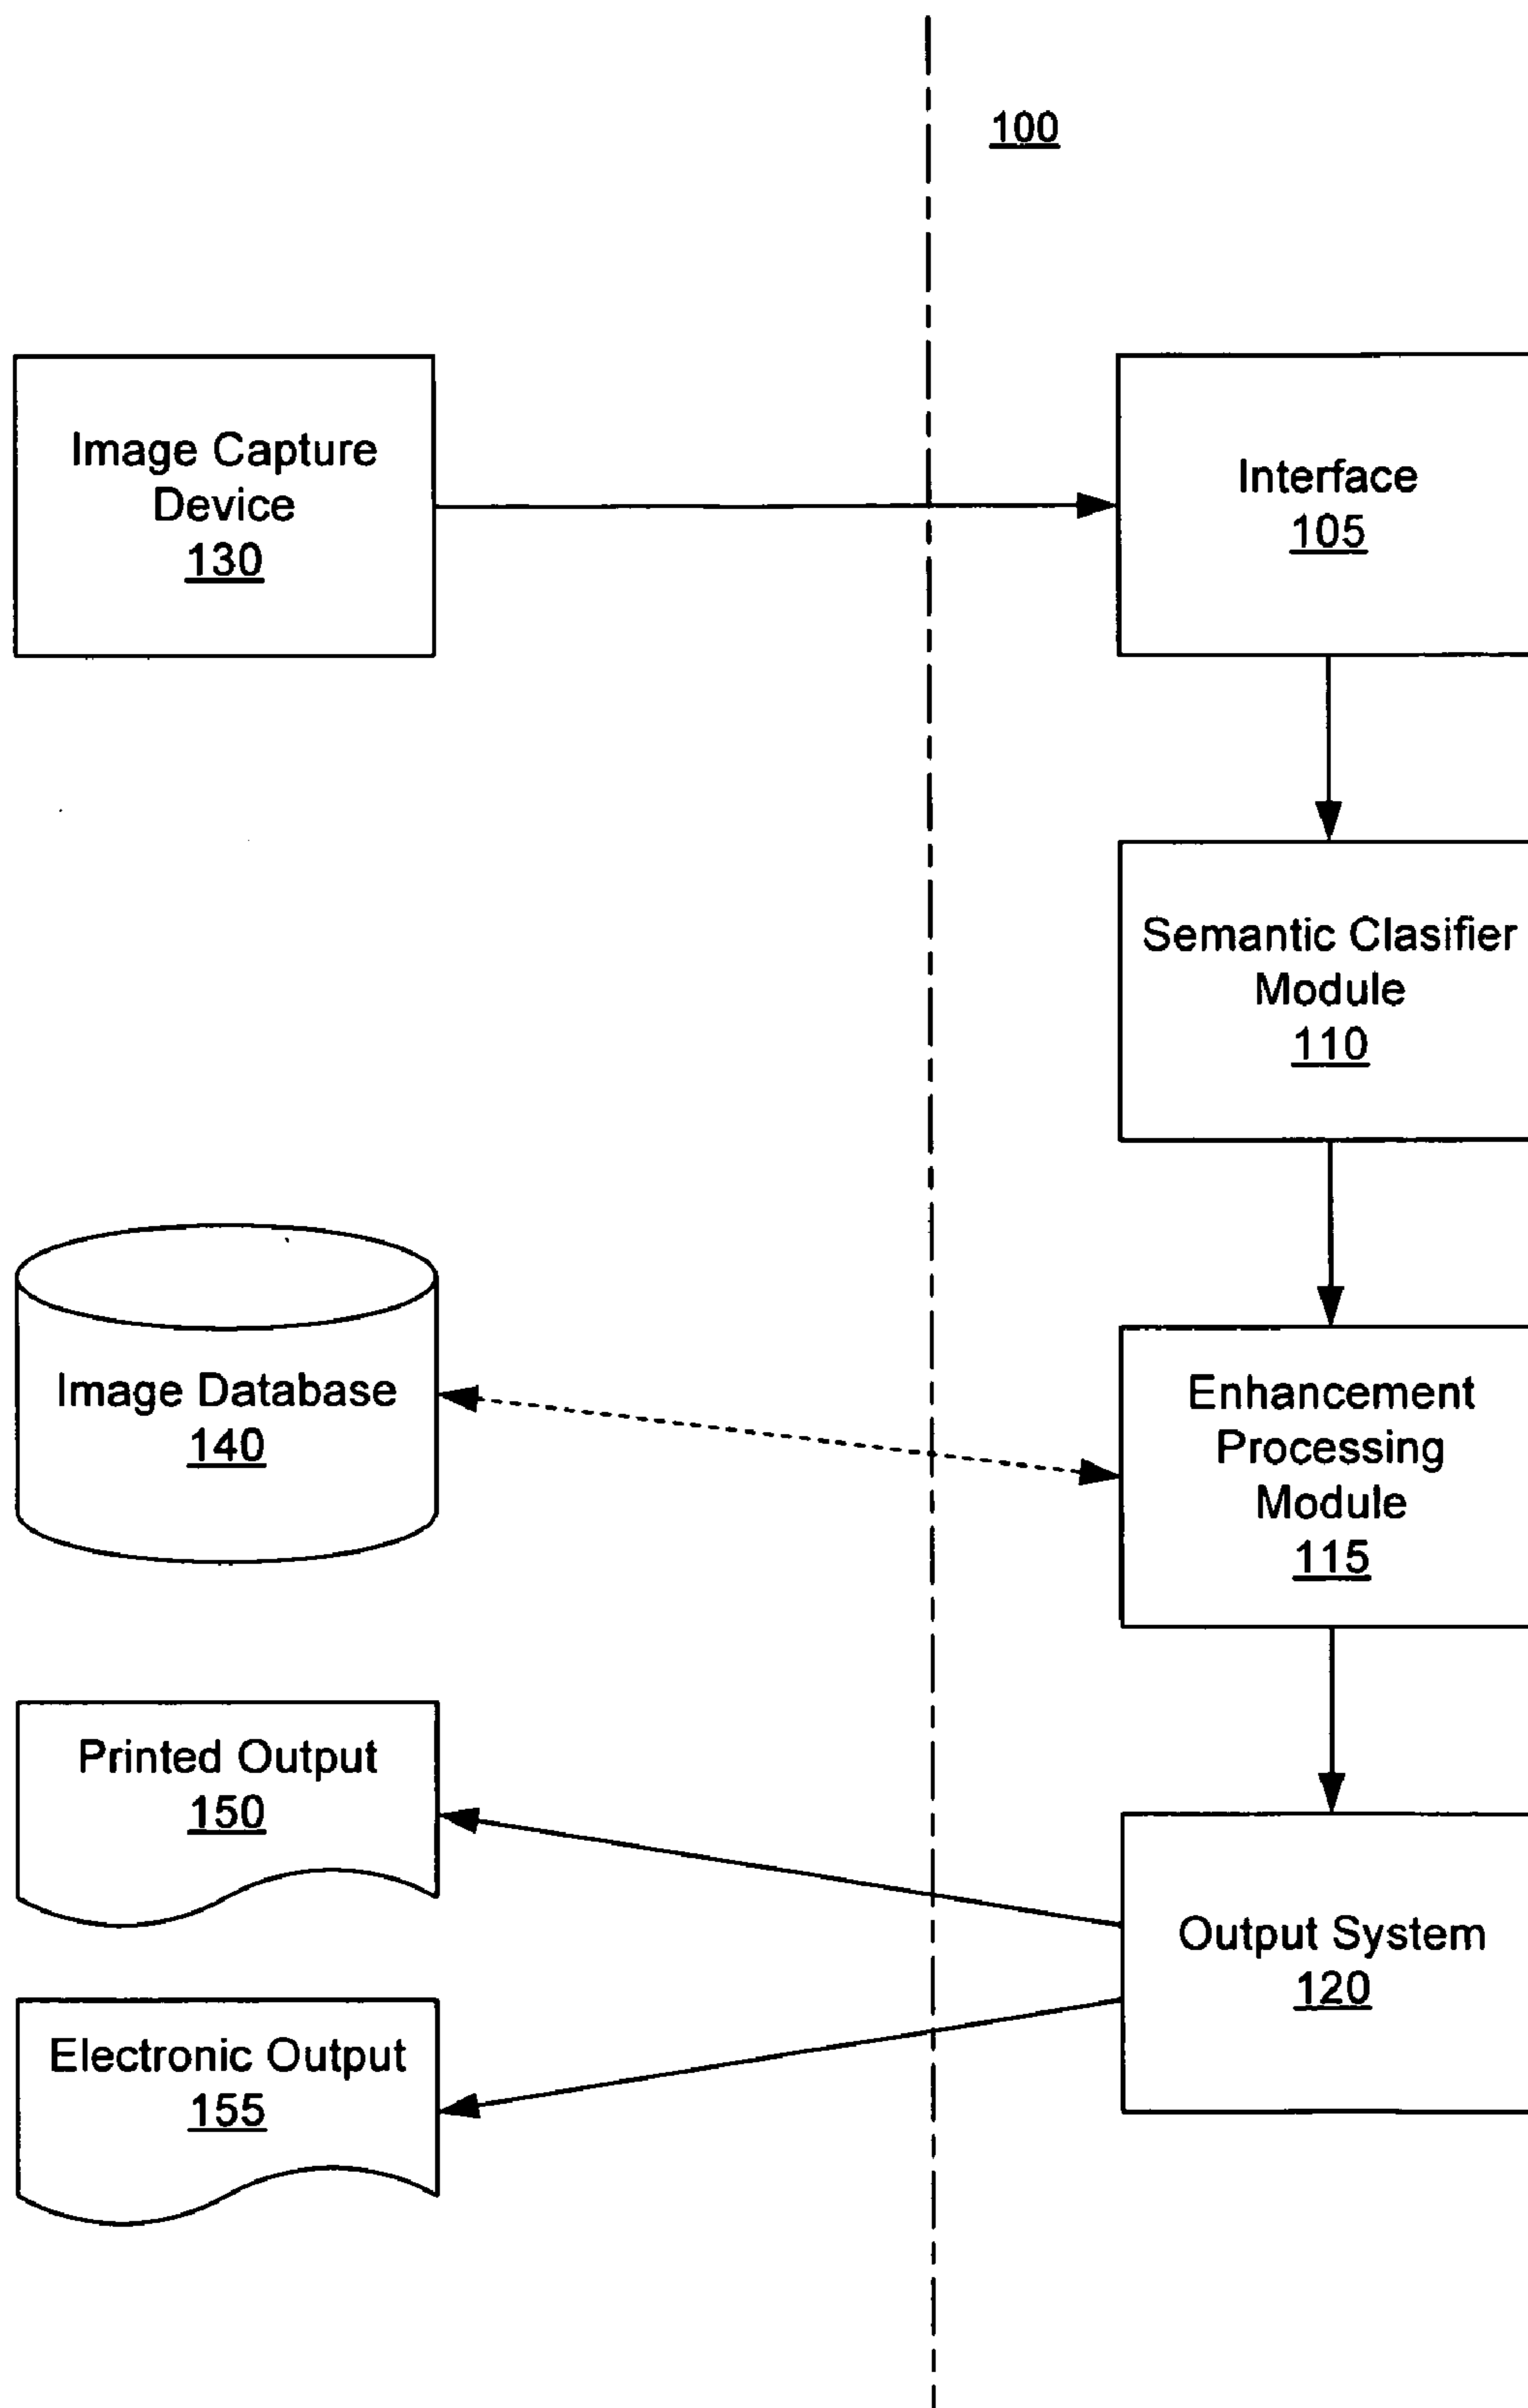 100
Image Capture
Device
130
Interface
105
Semantic Clasifier
Module
110
Image Database
140
Enhancement
Processing
Module
115
Printed Output
150
Output System
120
Electronic Output
155